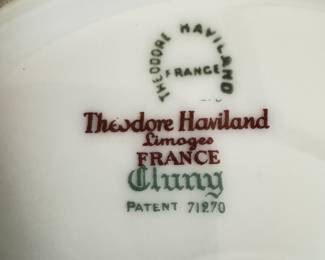 THEODORE HAVILAND
FRANCE
Theodore Haviland
Limoges
FRANCE
Cluny
PATENT 71270